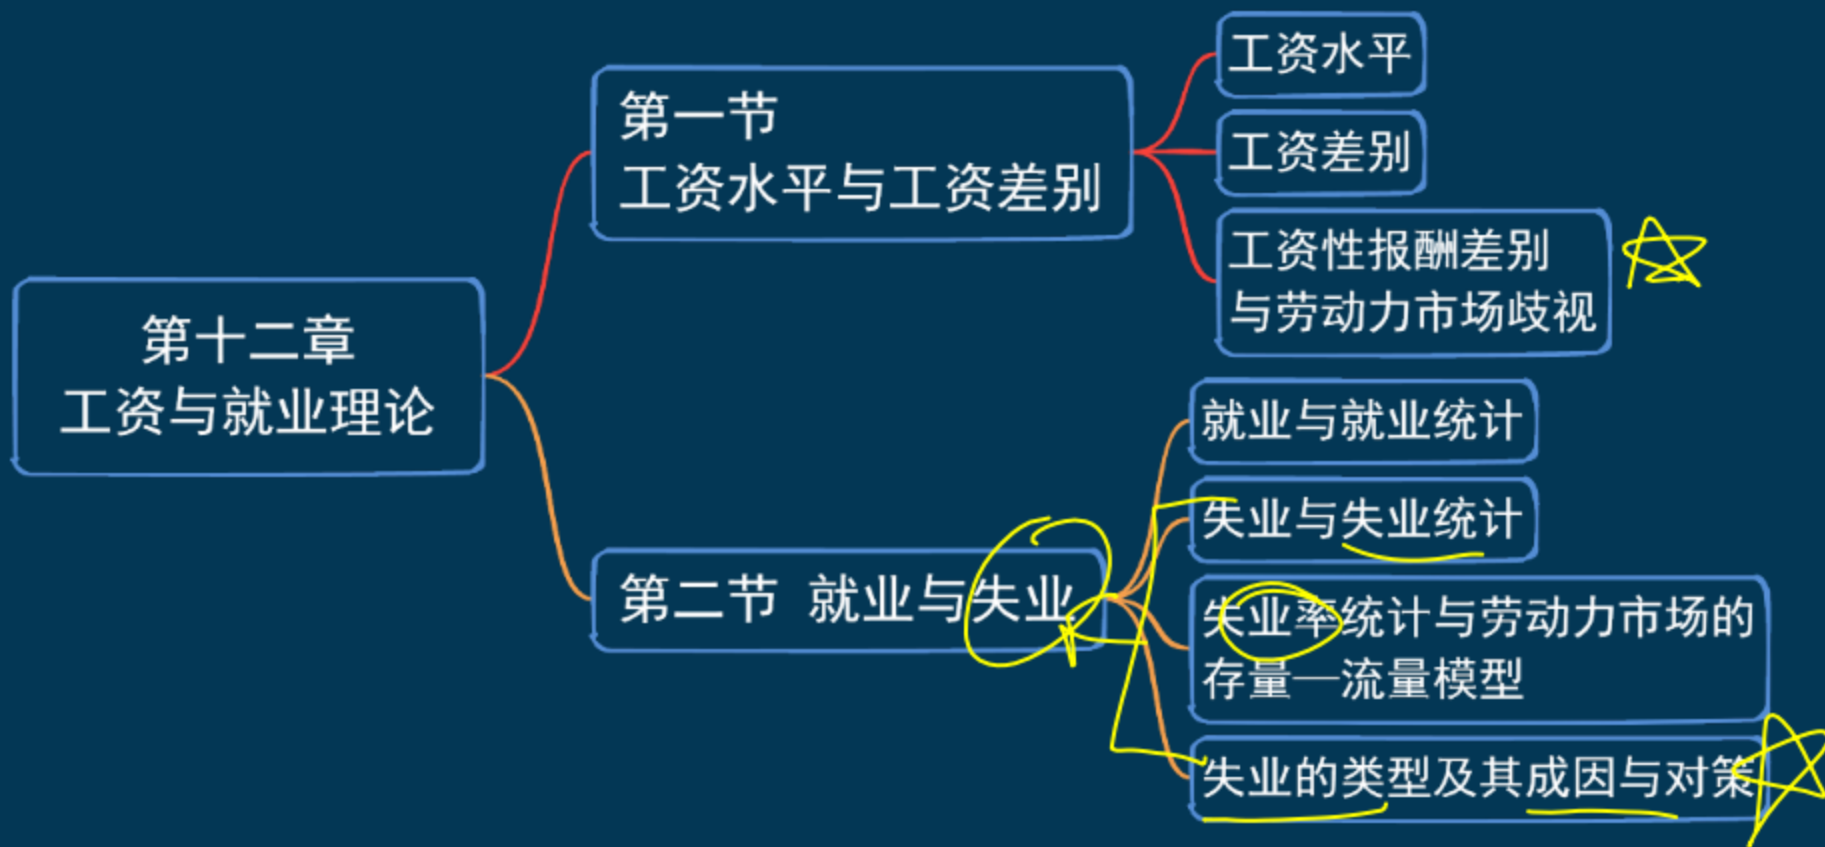 第十二章
工资与就业理论
第一节
工资水平与工资差别
工资水平
工资差别
工资性报酬差别
与劳动力市场歧视
第二节 就业与失业
就业与就业统计
失业与失业统计
失业率统计与劳动力市场的
存量—流量模型
失业的类型及其成因与对策